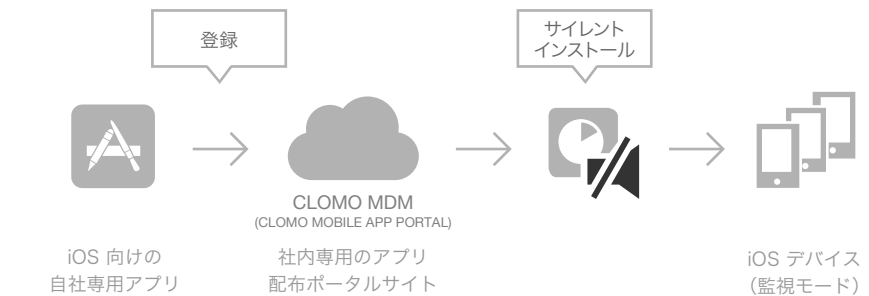 登録
サイレント
インストール
CLOMO MDM
(CLOMO MOBILE APP PORTAL)
iOS 向けの
自社専用アプリ
社内専用のアプリ
配布ポータルサイト
iOS デバイス
（監視モード）